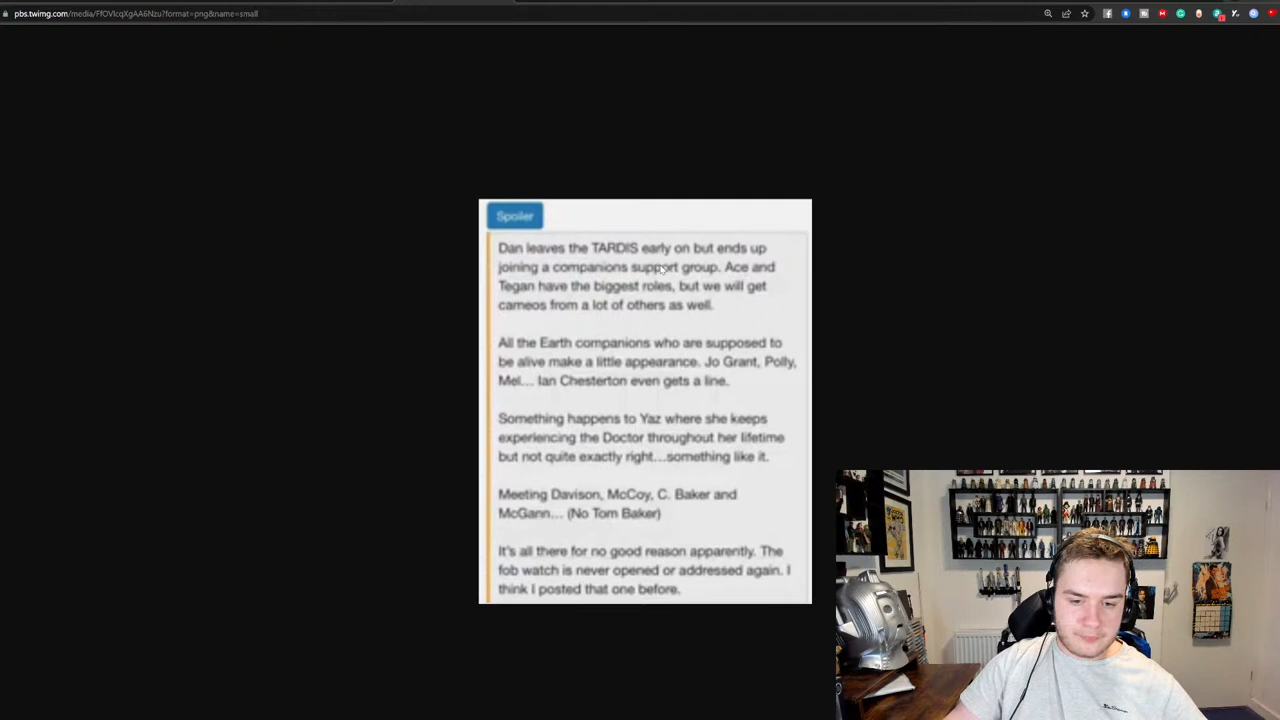 pbs.twimg.com/media/FfOVlcqXgAA6Nzu?format=png&name=small
Spoiler
Dan leaves the TARDIS early on but ends up
joining a companions support group. Ace and
Tegan have the biggest roles, but we will get
cameos from a lot of others as well.
All the Earth companions who are supposed to
be alive make a little appearance. Jo Grant, Polly,
Mel... Ian Chesterton even gets a line.
Something happens to Yaz where she keeps
experiencing the Doctor throughout her lifetime
but not quite exactly right...something like it.
Meeting Davison, McCoy, C. Baker and
McGann... (No Tom Baker)
It's all there for no good reason apparently. The
fob watch is never opened or addressed again. I
think I posted that one before.